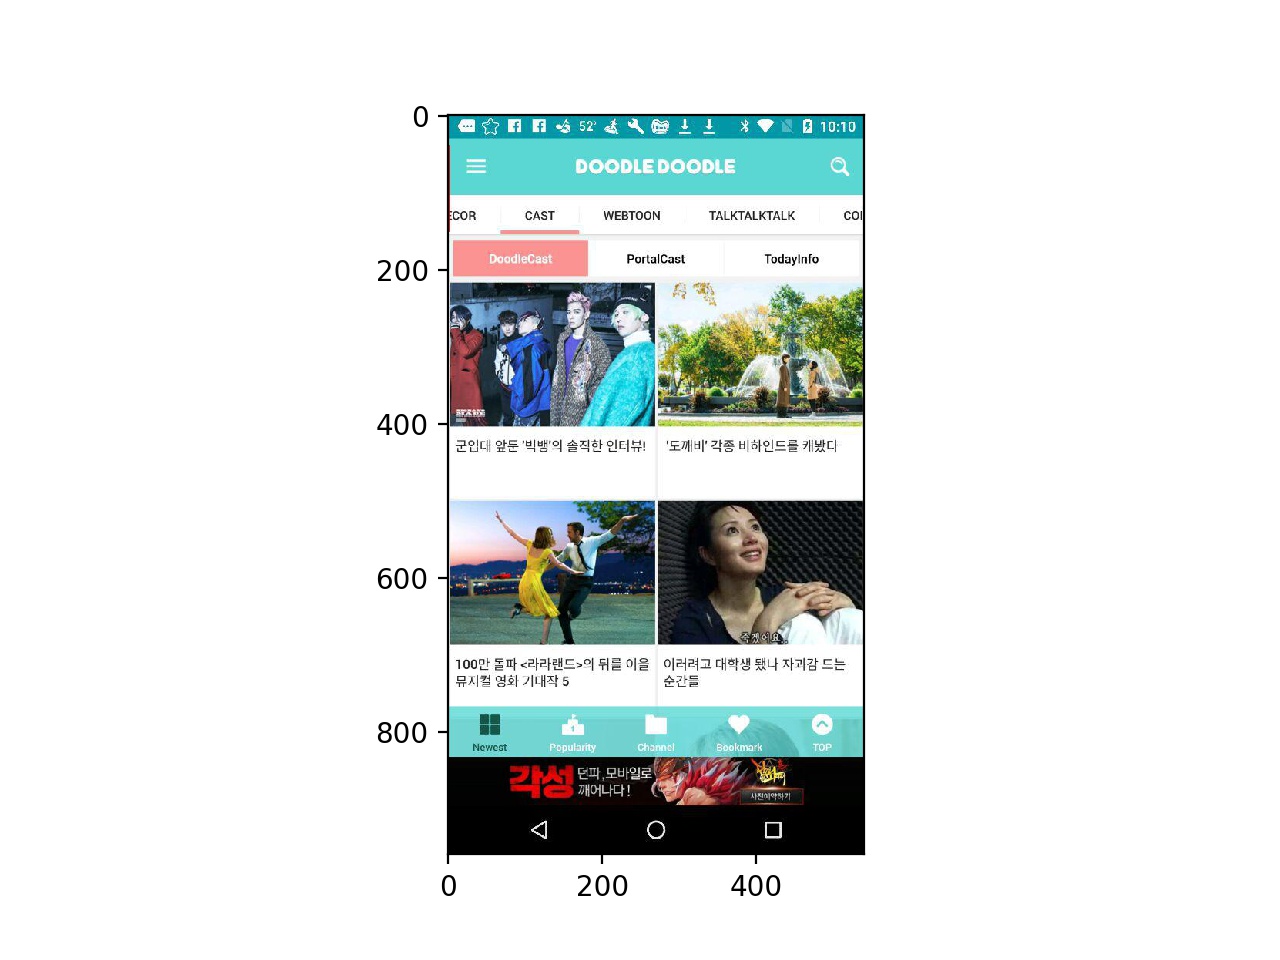 0
52°
10:10
DOODLE DOODLE
ECOR CAST WEBTOON TALKTALKTALK COI
DoodleCast PortalCast TodayInfo
200
400
군입대 앞둔 '빅뱅'의 솔직한 인터뷰!
'도깨비' 각종 비하인드를 캐봤다
600
죽겠어요..
100만 돌파 <라라랜드>의 뒤를 이을
뮤지컬 영화 기대작 5
이러려고 대학생 됐나 자괴감 드는
순간들
800
Newest Popularity Channel Bookmark TOP
각성
던파, 모바일로
깨어나다!
사전예약하기
0 200 400